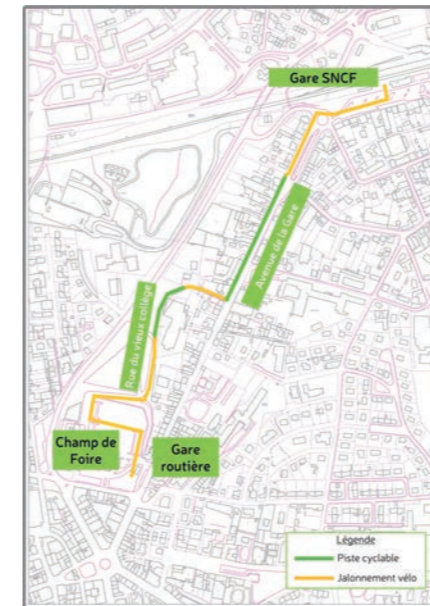 Gare SNCF
Avenue de la Gare
Rue du vieux collège
Champ de
Foire
Gare
routière
Légende
Piste cyclable
Jalonnement vélo